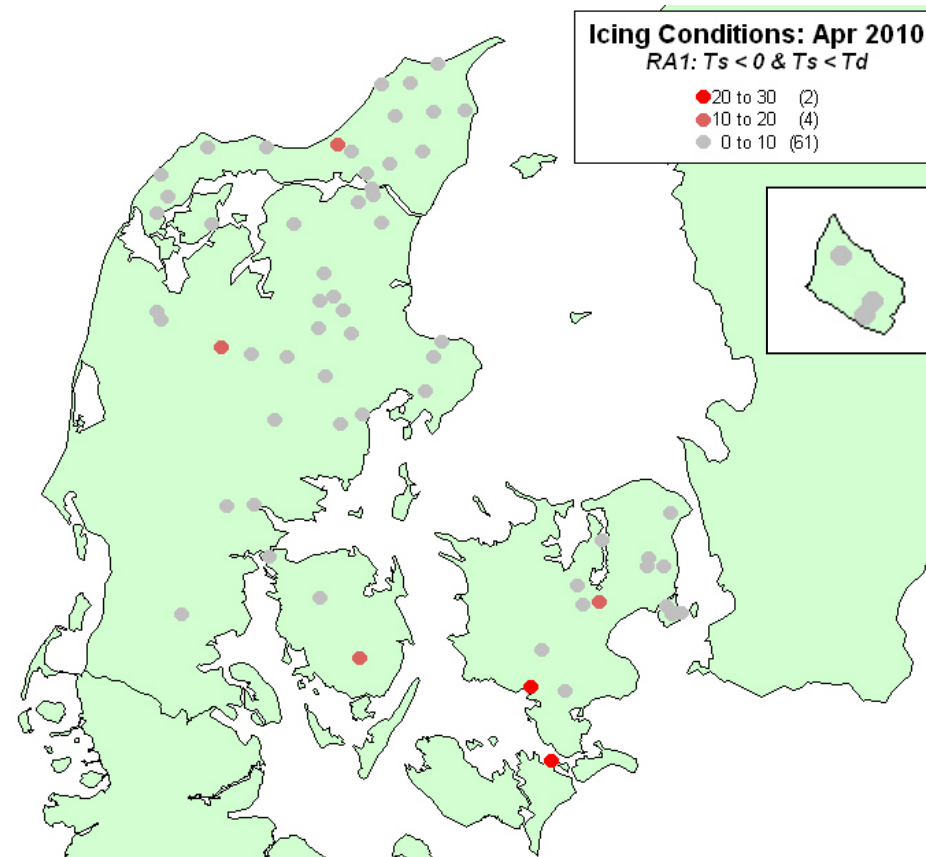 Icing Conditions: Apr 2010
RA1: Ts < 0 & Ts < Td
20 to 30 (2)
10 to 20 (4)
0 to 10 (61)